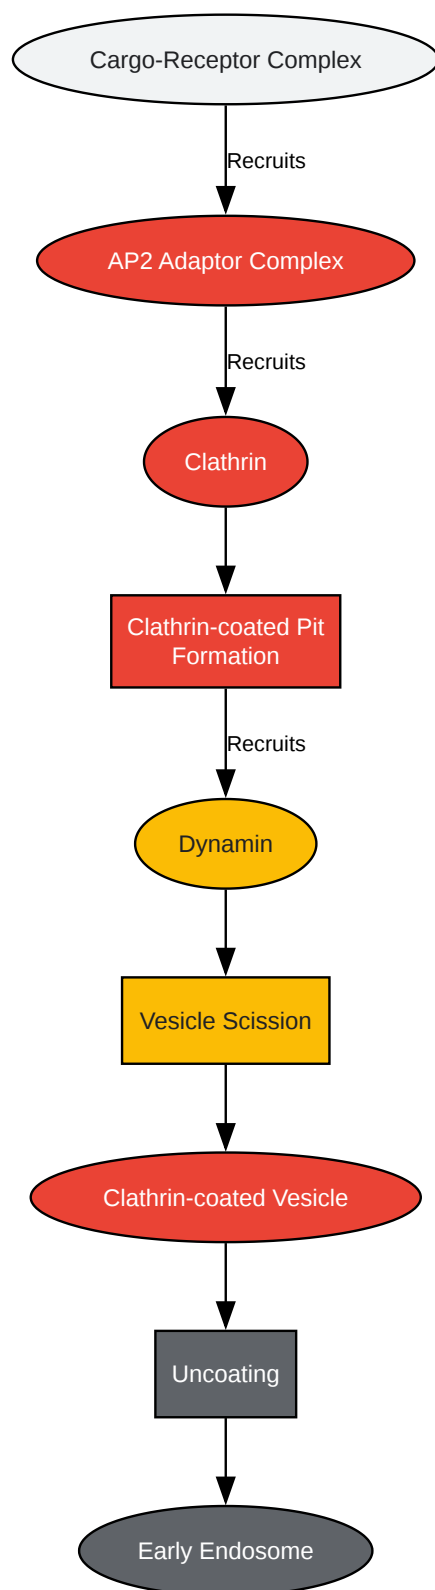 Cargo-Receptor Complex
Recruits
AP2 Adaptor Complex
Recruits
Clathrin
Clathrin-coated Pit
Formation
Recruits
Dynamin
Vesicle Scission
Clathrin-coated Vesicle
Uncoating
Early Endosome